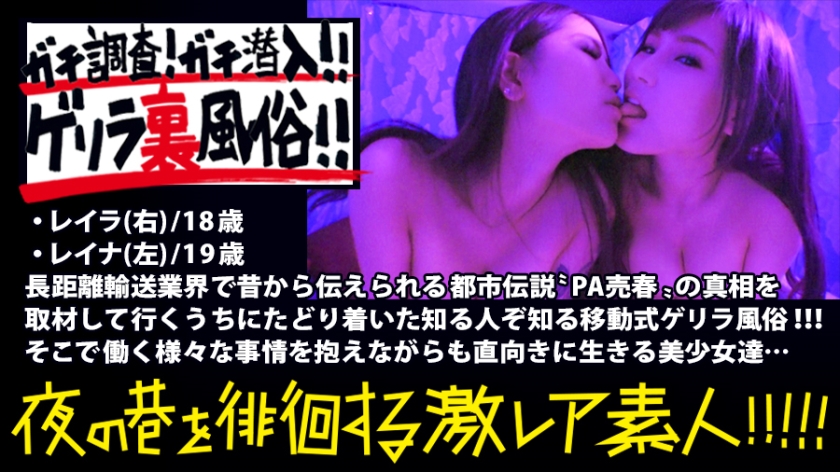 ガチ調査!ガチ潜入!!
ゲリラ裏風俗!!
・レイラ(右)/18歳
・レイナ(左)/19歳
長距離輸送業界で昔から伝えられる都市伝説〝PA売春〟の真相を
取材して行くうちにたどり着いた知る人ぞ知る移動式ゲリラ風俗!!!
そこで働く様々な事情を抱えながらも直向きに生きる美少女達…
夜の巷を徘徊する激レア素人!!!!!